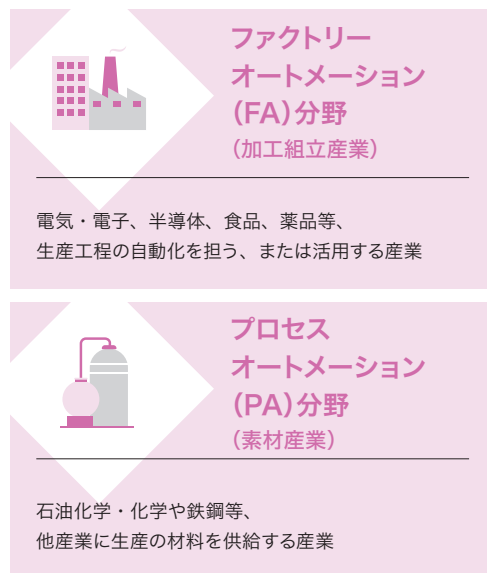 ファクトリー
オートメーション
（FA）分野
（加工組立産業）
電気・電子、半導体、食品、薬品等、
生産工程の自動化を担う、または活用する産業
プロセス
オートメーション
（PA）分野
（素材産業）
石油化学・化学や鉄鋼等、
他産業に生産の材料を供給する産業